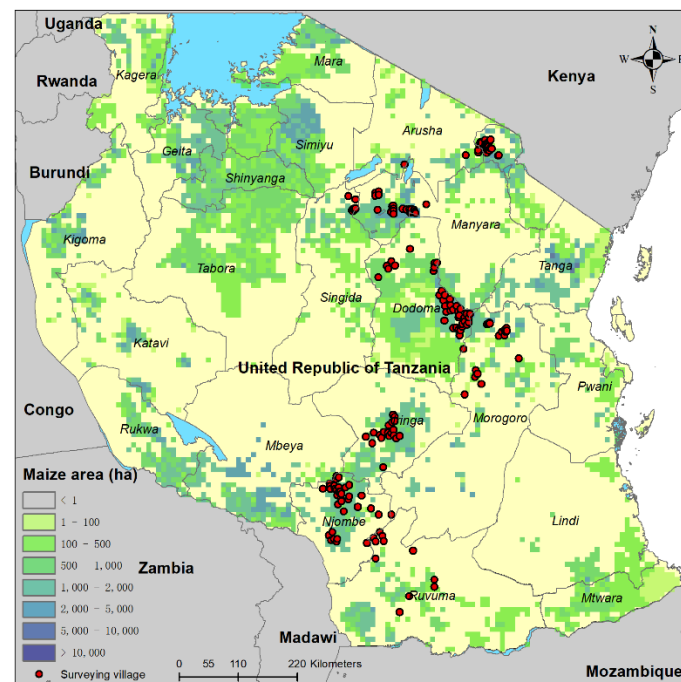 Uganda
N
W E
S
Kagera
Mara
Rwanda
Kenya
Arusha
Geita
Simiyu
Burundi
Shinyanga
Manyara
Kigoma
Tanga
Tabora
Singida
Dodoma
Katavi
United Republic of Tanzania
Pwani
Congo
Morogoro
Rukwa
Iringa
Mbeya
Maize area (ha)
< 1
1 - 100
100 - 500
500 - 1,000
1,000 - 2,000
2,000 - 5,000
5,000 - 10,000
> 10,000
Surveying village
Njombe
Lindi
Zambia
Ruvuma
Mtwara
Madawi
0 55 110 220 Kilometers
Mozambique